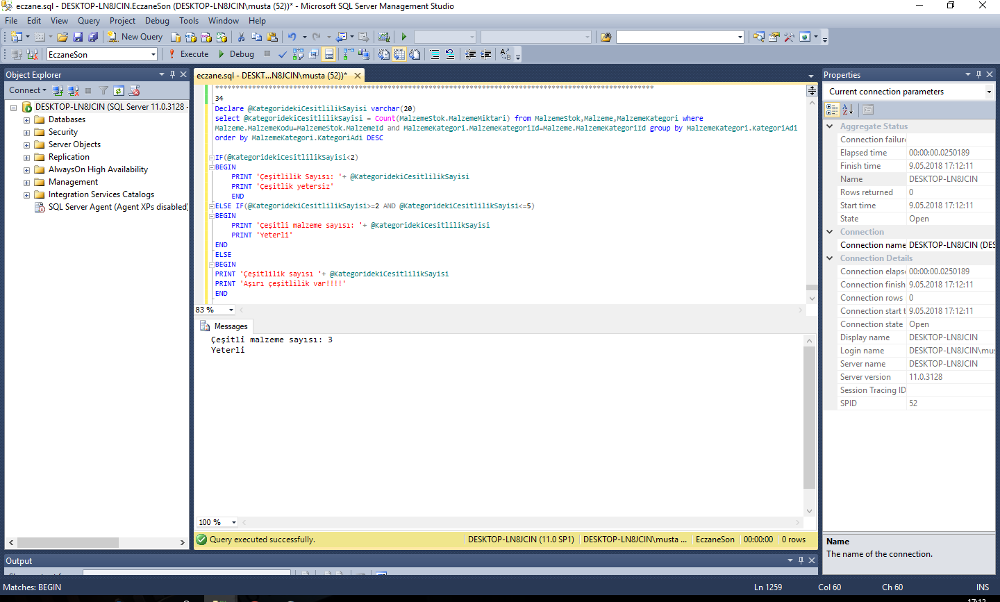 eczane.sql - DESKTOP-LN8JCIN.EczaneSon (DESKTOP-LN8JCIN\musta (52))* - Microsoft SQL Server Management Studio
File Edit View Query Project Debug Tools Window Help
New Query
EczaneSon Execute Debug
Object Explorer
Connect
DESKTOP-LN8JCIN (SQL Server 11.0.3128 -
Databases
Security
Server Objects
Replication
AlwaysOn High Availability
Management
Integration Services Catalogs
SQL Server Agent (Agent XPs disabled)
eczane.sql - DESKT...N8JCIN\musta (52))*
34
Declare @KategoridekiCesitlilikSayisi varchar(20)
select @KategoridekiCesitlilikSayisi = Count(MalzemeStok.MalzemeMiktari) from MalzemeStok,Malzeme,MalzemeKategori where
Malzeme.MalzemeKodu=MalzemeStok.MalzemeId and MalzemeKategori.MalzemeKategoriId=Malzeme.MalzemeKategoriId group by MalzemeKategori.KategoriAdi
order by MalzemeKategori.KategoriAdi DESC
IF(@KategoridekiCesitlilikSayisi<2)
BEGIN
PRINT 'Çeşitlilik Sayısı: '+ @KategoridekiCesitlilikSayisi
PRINT 'Çeşitlik yetersiz'
END
ELSE IF(@KategoridekiCesitlilikSayisi>=2 AND @KategoridekiCesitlilikSayisi<=5)
BEGIN
PRINT 'Çeşitli malzeme sayısı: '+ @KategoridekiCesitlilikSayisi
PRINT 'Yeterli'
END
ELSE
BEGIN
PRINT 'Çeşitlilik sayısı '+ @KategoridekiCesitlilikSayisi
PRINT 'Aşırı çeşitlilik var!!!!'
END
83 %
Messages
Çeşitli malzeme sayısı: 3
Yeterli
100 %
Query executed successfully. DESKTOP-LN8JCIN (11.0 SP1) DESKTOP-LN8JCIN\musta ... EczaneSon 00:00:00 0 rows
Properties
Current connection parameters
Aggregate Status
Connection failure
Elapsed time 00:00:00.0250189
Finish time 9.05.2018 17:12:11
Name DESKTOP-LN8JCIN
Rows returned 0
Start time 9.05.2018 17:12:11
State Open
Connection
Connection name DESKTOP-LN8JCIN (DES
Connection Details
Connection elaps 00:00:00.0250189
Connection finish 9.05.2018 17:12:11
Connection rows 0
Connection start t 9.05.2018 17:12:11
Connection state Open
Display name DESKTOP-LN8JCIN
Login name DESKTOP-LN8JCIN\mus
Server name DESKTOP-LN8JCIN
Server version 11.0.3128
Session Tracing ID
SPID 52
Name
The name of the connection.
Output
Matches: BEGIN Ln 1259 Col 60 Ch 60 INS